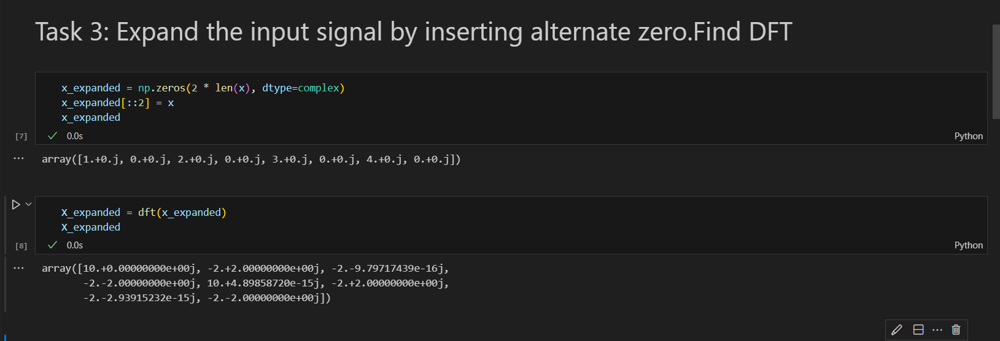 Task 3: Expand the input signal by inserting alternate zero.Find DFT
x_expanded = np.zeros(2 * len(x), dtype=complex)
x_expanded[::2] = x
x_expanded
[7]
0.0s
Python
array([1.+0.j, 0.+0.j, 2.+0.j, 0.+0.j, 3.+0.j, 0.+0.j, 4.+0.j, 0.+0.j])
X_expanded = dft(x_expanded)
X_expanded
[8]
0.0s
Python
array([10.+0.00000000e+00j, -2.+2.00000000e+00j, -2.-9.79717439e-16j,
-2.-2.00000000e+00j, 10.+4.89858720e-15j, -2.+2.00000000e+00j,
-2.-2.93915232e-15j, -2.-2.00000000e+00j])